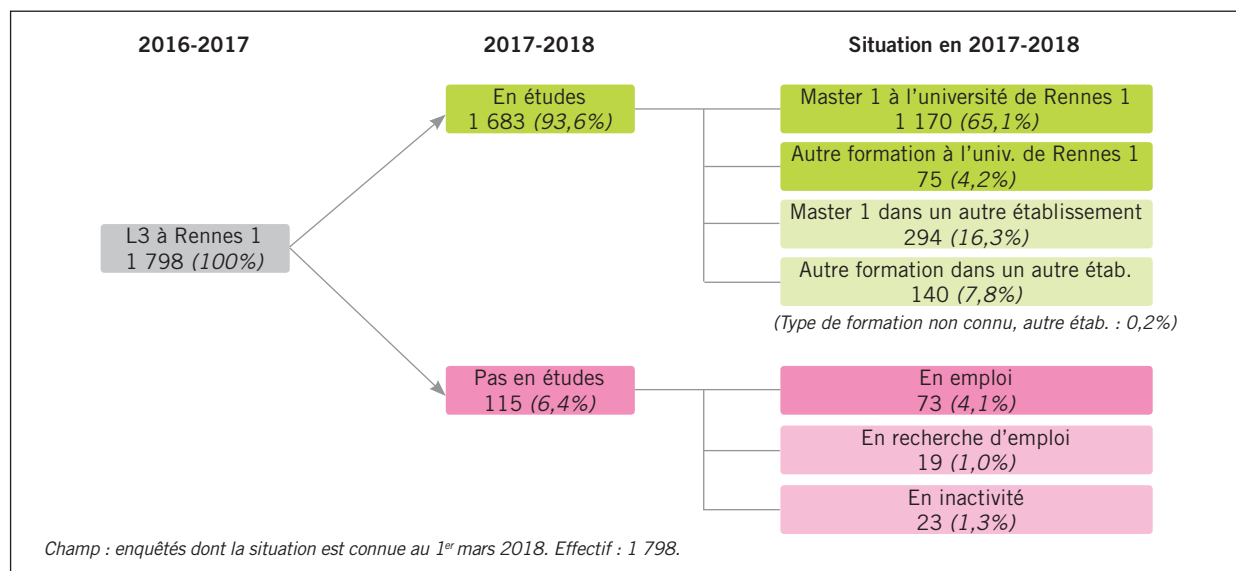 2016-2017
2017-2018
Situation en 2017-2018
L3 à Rennes 1
1 798 (100%)
En études
1 683 (93,6%)
Master 1 à l'université de Rennes 1
1 170 (65,1%)
Autre formation à l'univ. de Rennes 1
75 (4,2%)
Master 1 dans un autre établissement
294 (16,3%)
Autre formation dans un autre étab.
140 (7,8%)
(Type de formation non connu, autre étab. : 0,2%)
Pas en études
115 (6,4%)
En emploi
73 (4,1%)
En recherche d'emploi
19 (1,0%)
En inactivité
23 (1,3%)
Champ : enquêtés dont la situation est connue au 1er mars 2018. Effectif : 1 798.